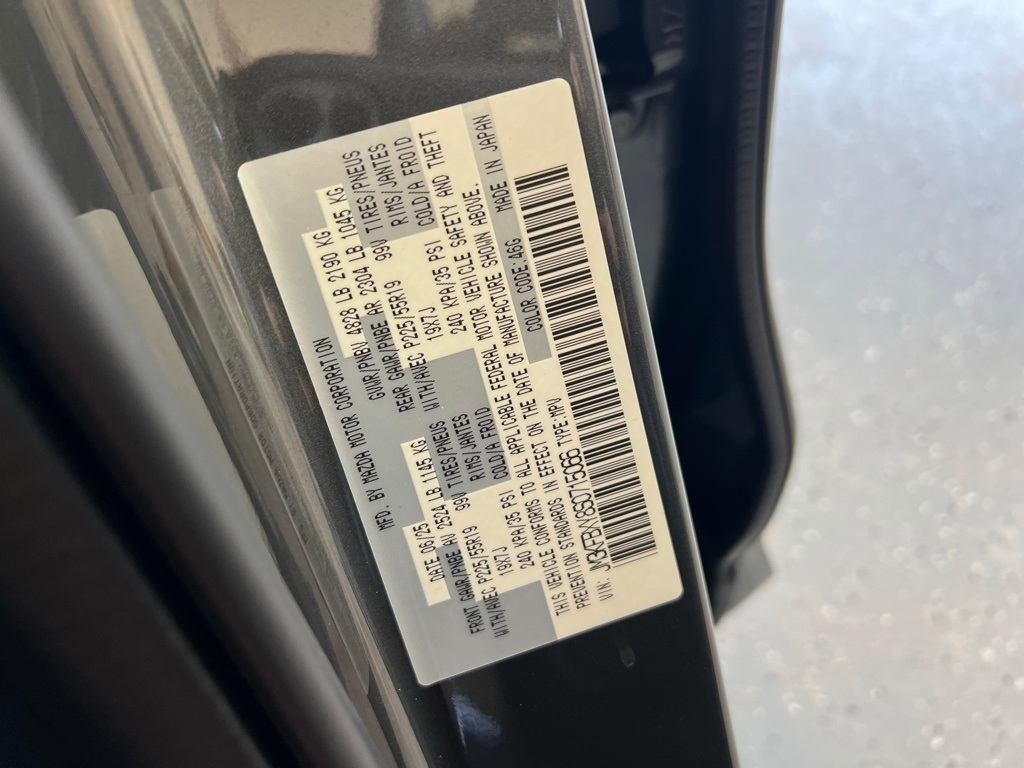 MFD. BY MAZDA MOTOR CORPORATION
DATE 06/25 GVWR/PNBV 4828 LB 2190 KG
FRONT GAWR/PNBE AV 2524 LB 1145 KG REAR GAWR/PNBE AR 2304 LB 1045 KG
WITH/AVEC P225/55R19 99V TIRES/PNEUS WITH/AVEC P225/55R19 99V TIRES/PNEUS
19X7J RIMS/JANTES 19X7J RIMS/JANTES
240 KPA/35 PSI COLD/A FROID 240 KPA/35 PSI COLD/A FROID
THIS VEHICLE CONFORMS TO ALL APPLICABLE FEDERAL MOTOR VEHICLE SAFETY AND THEFT
PREVENTION STANDARDS IN EFFECT ON THE DATE OF MANUFACTURE SHOWN ABOVE.
VIN: JM3KFBXY8S0715066 TYPE:MPV COLOR CODE:46G MADE IN JAPAN